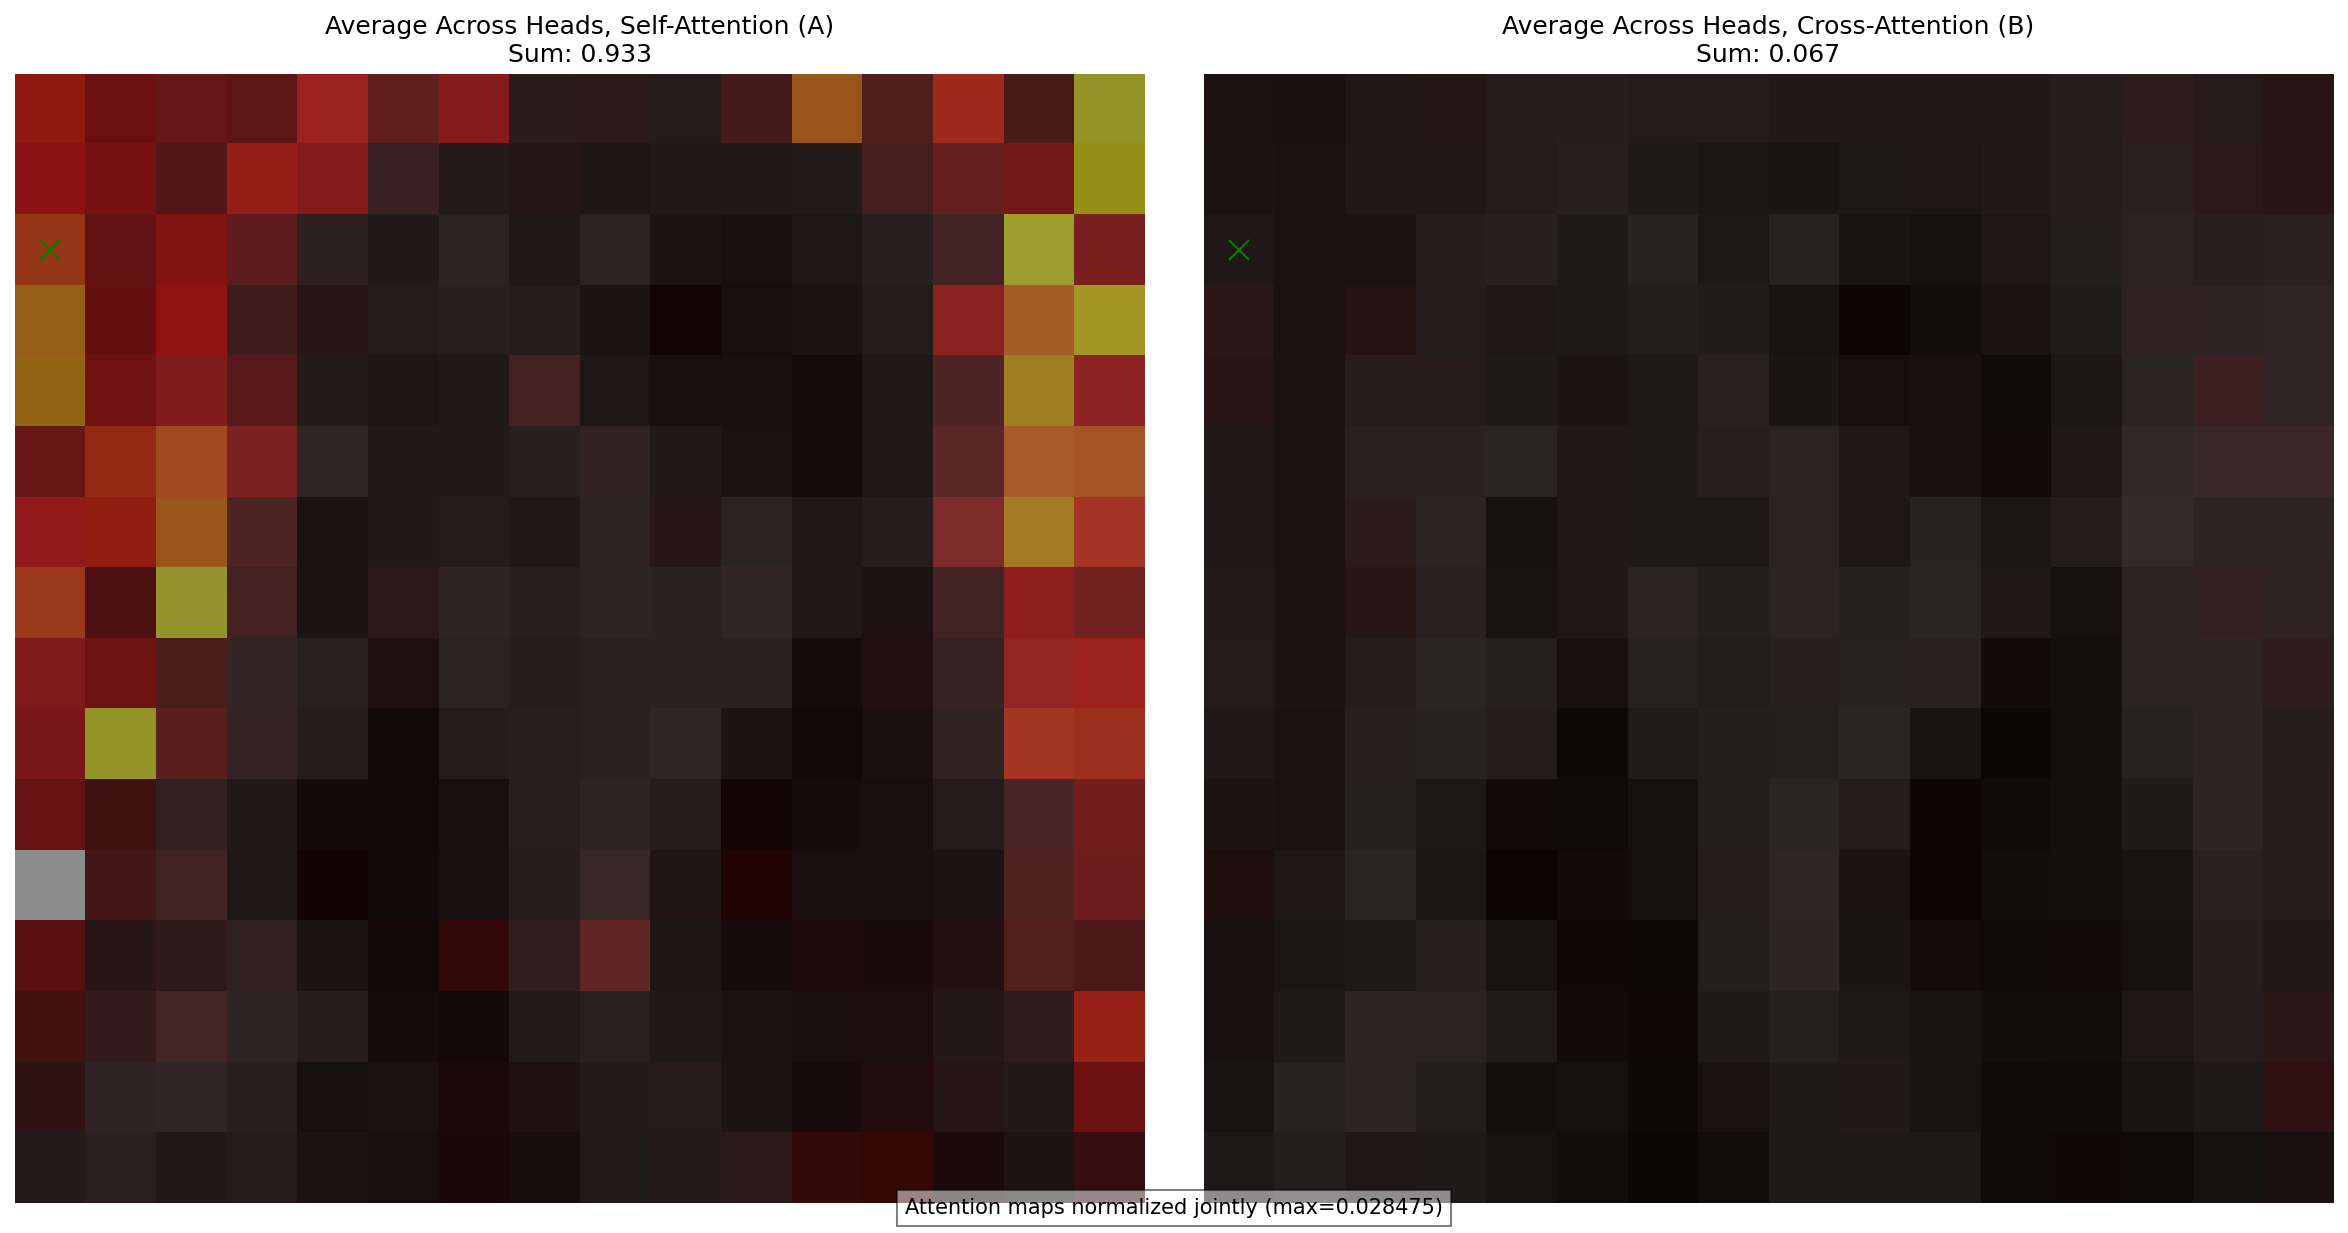 Average Across Heads, Self-Attention (A)
Sum: 0.933
Average Across Heads, Cross-Attention (B)
Sum: 0.067
Attention maps normalized jointly (max=0.028475)